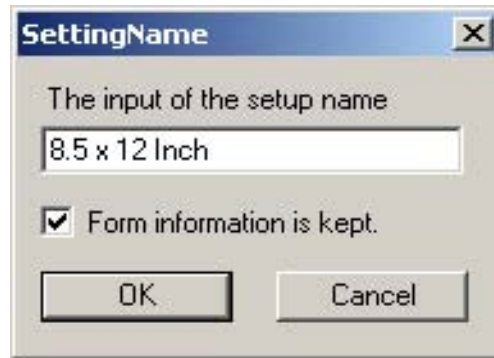 SettingName
The input of the setup name
8.5 x 12 Inch
Form information is kept.
OK
Cancel